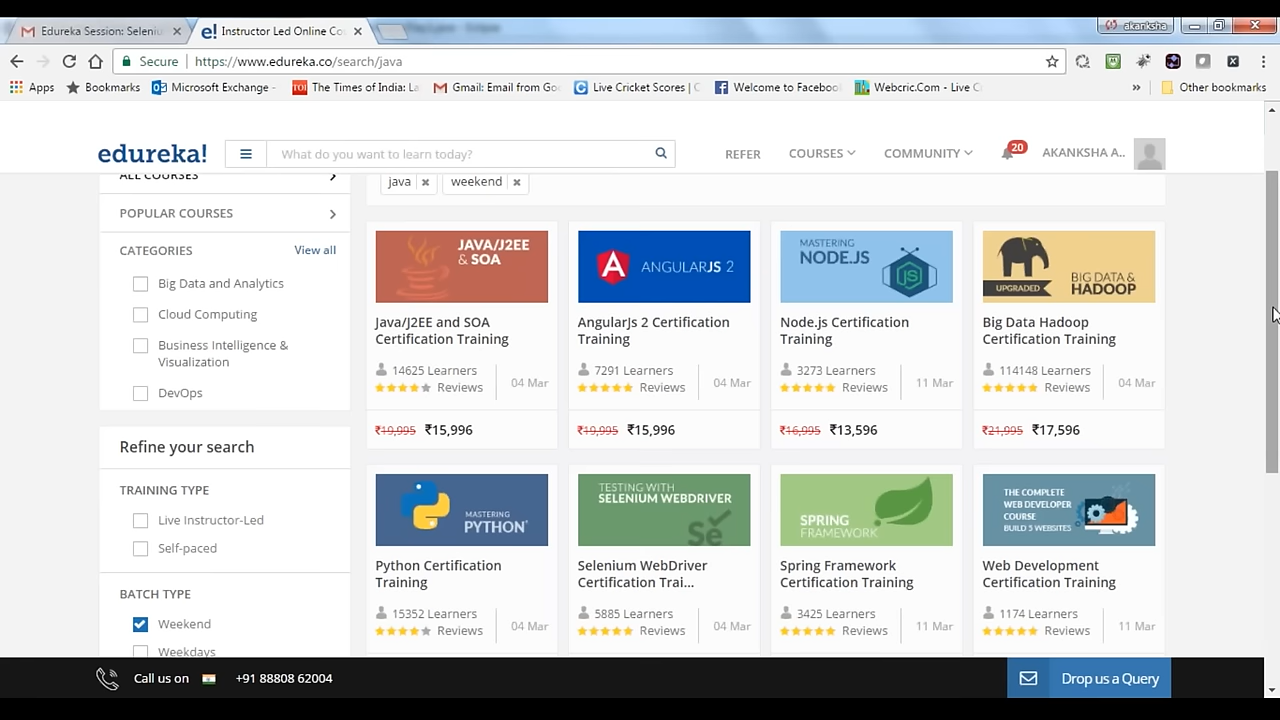 Edureka Session: Seleniu
Instructor Led Online Co
akanksha
Secure
https://www.edureka.co/search/java
Apps
Bookmarks
Microsoft Exchange -
The Times of India: La
Gmail: Email from Go
Live Cricket Scores | C
Welcome to Faceboo
Webcric.Com - Live C
»
Other bookmarks
edureka!
What do you want to learn today?
REFER
COURSES
COMMUNITY
20
AKANKSHA A..
ALL COURSES
java
weekend
POPULAR COURSES
CATEGORIES
View all
Big Data and Analytics
Cloud Computing
Business Intelligence &
Visualization
DevOps
Refine your search
TRAINING TYPE
Live Instructor-Led
Self-paced
BATCH TYPE
Weekend
Weekdays
JAVA/J2EE
& SOA
Java/J2EE and SOA
Certification Training
14625 Learners
Reviews
04 Mar
₹19,995 ₹15,996
ANGULARJS 2
AngularJs 2 Certification
Training
7291 Learners
Reviews
04 Mar
₹19,995 ₹15,996
MASTERING
NODE.JS
Node.js Certification
Training
3273 Learners
Reviews
11 Mar
₹16,995 ₹13,596
UPGRADED
BIG DATA &
HADOOP
Big Data Hadoop
Certification Training
114148 Learners
Reviews
04 Mar
₹21,995 ₹17,596
MASTERING
PYTHON
Python Certification
Training
15352 Learners
Reviews
04 Mar
TESTING WITH
SELENIUM WEBDRIVER
Se
Selenium WebDriver
Certification Trai...
5885 Learners
Reviews
04 Mar
SPRING
FRAMEWORK
Spring Framework
Certification Training
3425 Learners
Reviews
11 Mar
THE COMPLETE
WEB DEVELOPER
COURSE
BUILD 5 WEBSITES
Web Development
Certification Training
1174 Learners
Reviews
11 Mar
Call us on
+91 88808 62004
Drop us a Query